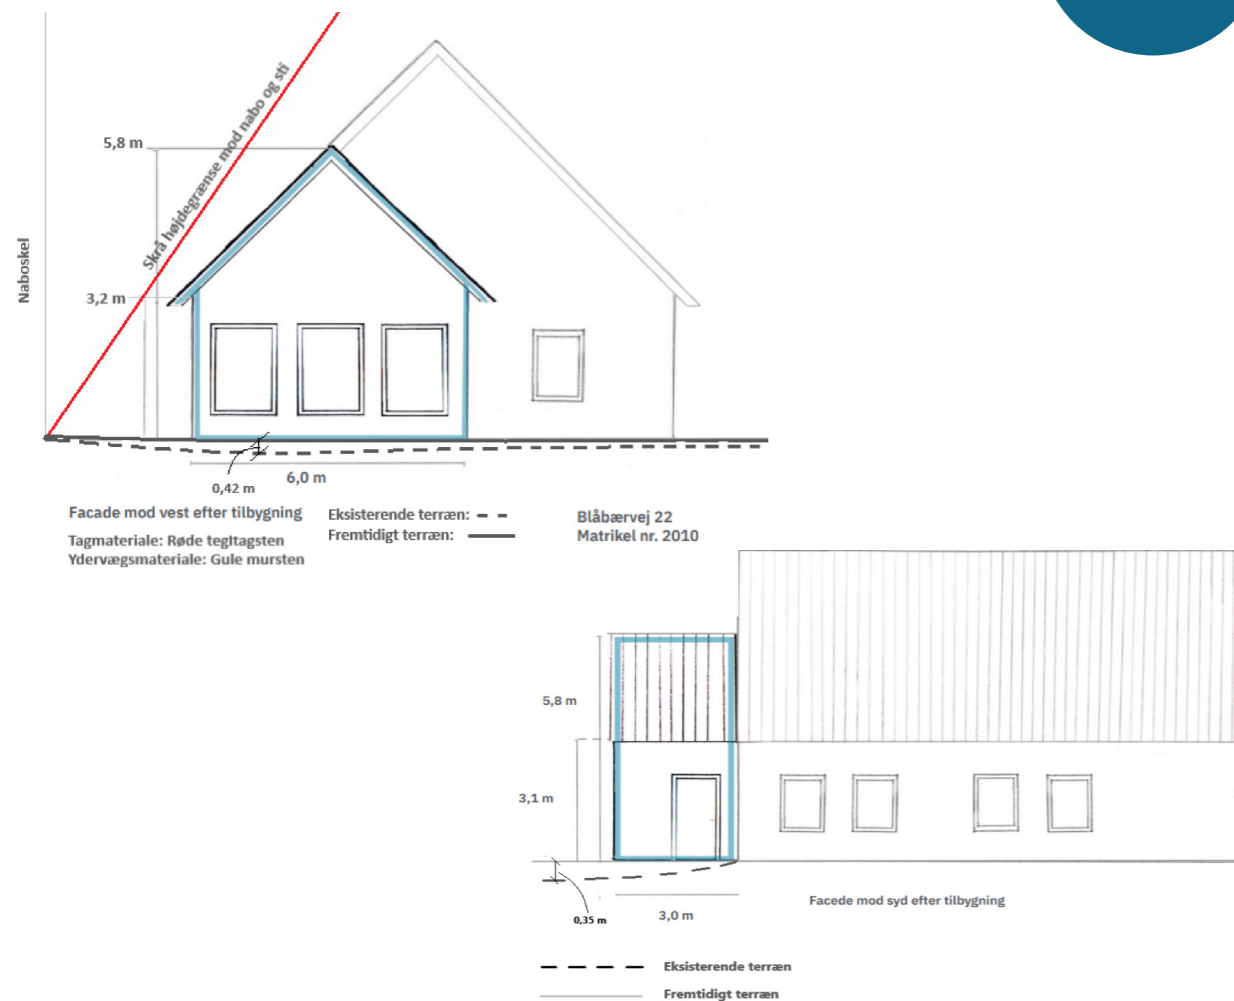 Skrå højdegrænse mod nabo og sti
5,8 m
Naboskel
3,2 m
0,42 m
6,0 m
Facade mod vest efter tilbygning
Tagmateriale: Røde tegltagsten
Ydervægsmateriale: Gule mursten
Eksisterende terræn:
Fremtidigt terræn:
Blåbærvej 22
Matrikel nr. 2010
5,8 m
3,1 m
0,35 m
3,0 m
Facede mod syd efter tilbygning
Eksisterende terræn
Fremtidigt terræn